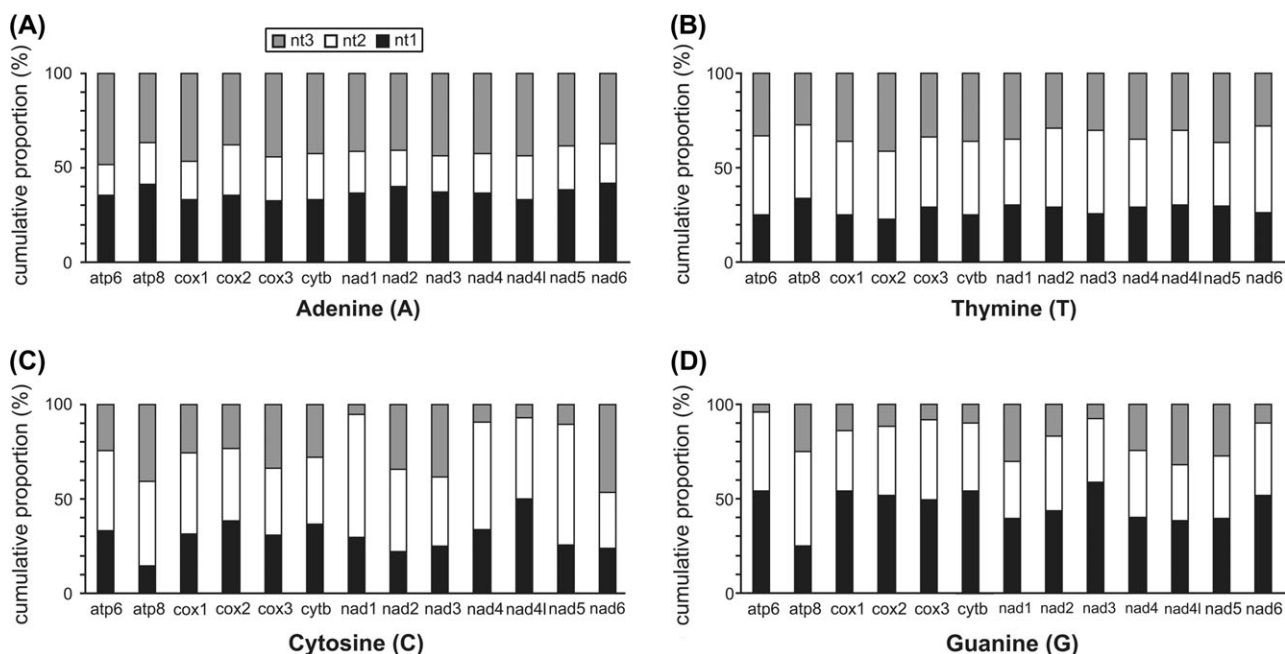 (A)
nt3 nt2 nt1
cumulative proportion (%)
100
50
0
atp6 atp8 cox1 cox2 cox3 cytb nad1 nad2 nad3 nad4 nad4l nad5 nad6
Adenine (A)
(B)
cumulative proportion (%)
100
50
0
atp6 atp8 cox1 cox2 cox3 cytb nad1 nad2 nad3 nad4 nad4l nad5 nad6
Thymine (T)
(C)
cumulative proportion (%)
100
50
0
atp6 atp8 cox1 cox2 cox3 cytb nad1 nad2 nad3 nad4 nad4l nad5 nad6
Cytosine (C)
(D)
cumulative proportion (%)
100
50
0
atp6 atp8 cox1 cox2 cox3 cytb nad1 nad2 nad3 nad4 nad4l nad5 nad6
Guanine (G)